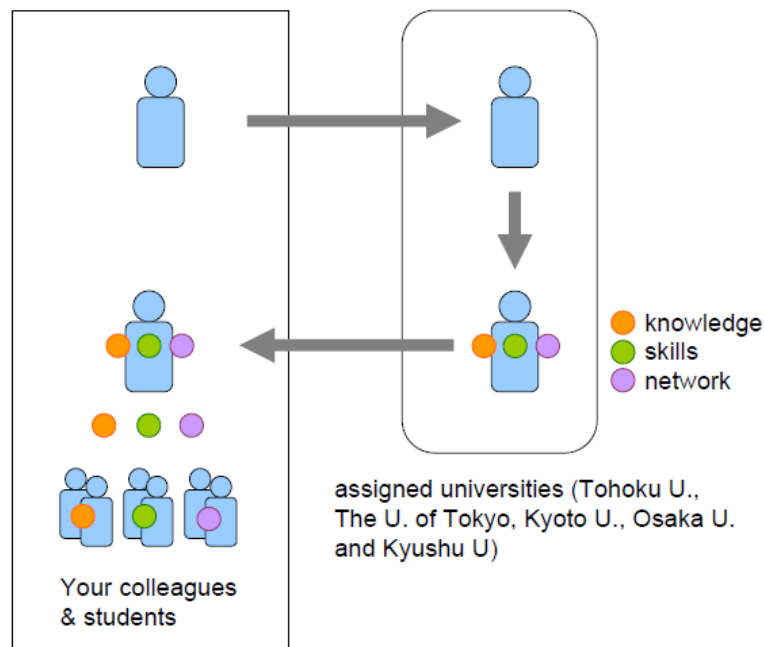 knowledge
skills
network
assigned universities (Tohoku U.,
The U. of Tokyo, Kyoto U., Osaka U.
and Kyushu U)
Your colleagues
& students